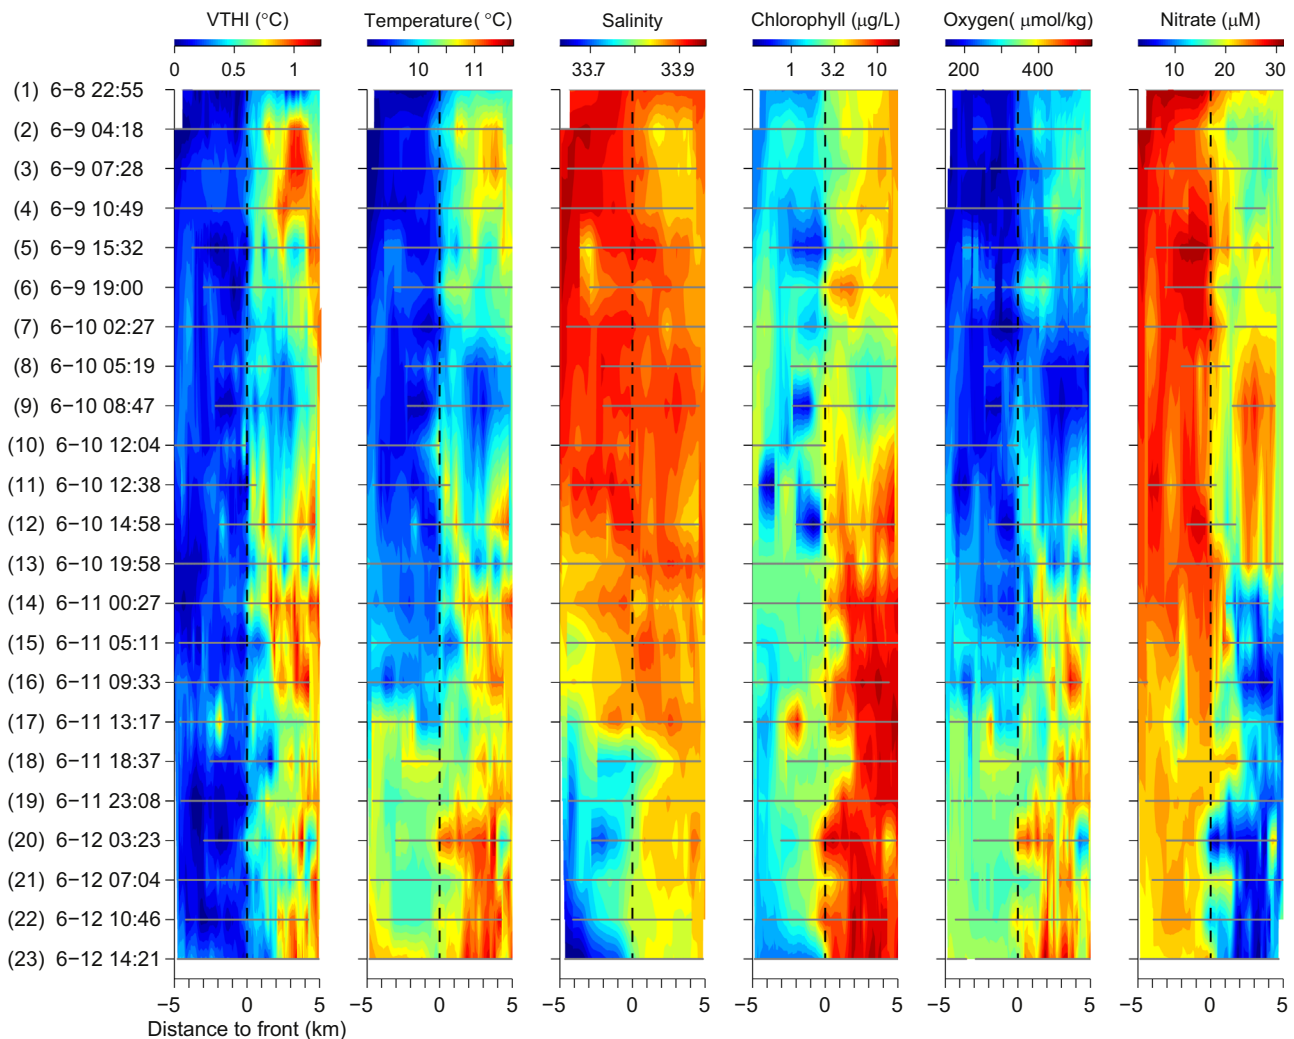 VTHI (°C) Temperature( °C) Salinity Chlorophyll (μg/L) Oxygen( μmol/kg) Nitrate (μM)
0 0.5 1 10 11 33.7 33.9 1 3.2 10 200 400 10 20 30
(1) 6−8 22:55
(2) 6−9 04:18
(3) 6−9 07:28
(4) 6−9 10:49
(5) 6−9 15:32
(6) 6−9 19:00
(7) 6−10 02:27
(8) 6−10 05:19
(9) 6−10 08:47
(10) 6−10 12:04
(11) 6−10 12:38
(12) 6−10 14:58
(13) 6−10 19:58
(14) 6−11 00:27
(15) 6−11 05:11
(16) 6−11 09:33
(17) 6−11 13:17
(18) 6−11 18:37
(19) 6−11 23:08
(20) 6−12 03:23
(21) 6−12 07:04
(22) 6−12 10:46
(23) 6−12 14:21
−5 0 5 −5 0 5 −5 0 5 −5 0 5 −5 0 5 −5 0 5
Distance to front (km)